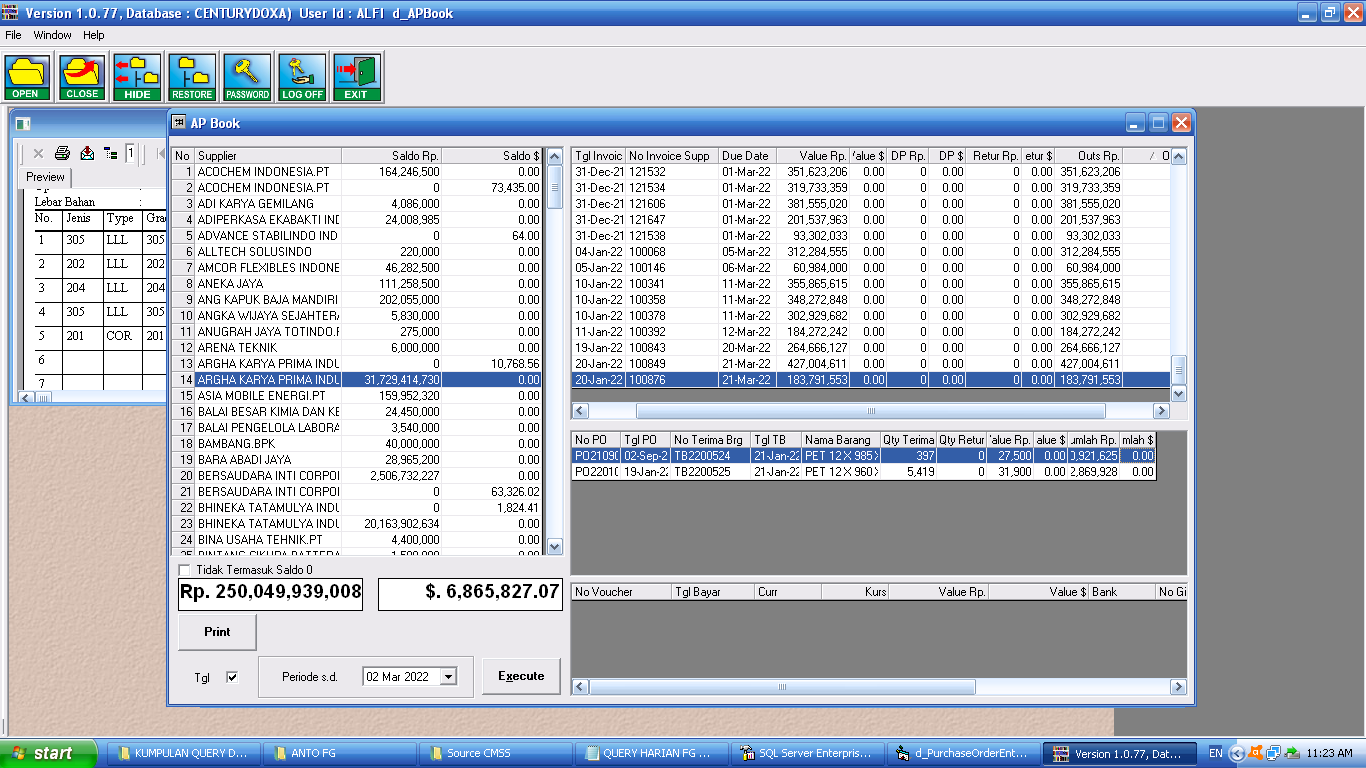 Version 1.0.77, Database : CENTURYDOXA) User Id : ALFI d_APBook
File Window Help
OPEN CLOSE HIDE RESTORE PASSWORD LOG OFF EXIT
AP Book
1
Preview
Lebar Bahan :
No. Jenis Type Grad
1 305 LLL 305
2 202 LLL 202
3 204 LLL 204
4 305 LLL 305
5 201 COR 201
6
7
No Supplier Saldo Rp. Saldo $
1 ACOCHEM INDONESIA.PT 164,246,500 0.00
2 ACOCHEM INDONESIA.PT 0 73,435.00
3 ADI KARYA GEMILANG 4,086,000 0.00
4 ADIPERKASA EKABAKTI IND 24,008,985 0.00
5 ADVANCE STABILINDO IND 0 64.00
6 ALLTECH SOLUSINDO 220,000 0.00
7 AMCOR FLEXIBLES INDONE 46,282,500 0.00
8 ANEKA JAYA 111,258,500 0.00
9 ANG KAPUK BAJA MANDIRI 202,055,000 0.00
10 ANGKA WIJAYA SEJAHTERA 5,830,000 0.00
11 ANUGRAH JAYA TOTINDO.P 275,000 0.00
12 ARENA TEKNIK 6,000,000 0.00
13 ARGHA KARYA PRIMA INDU 0 10,768.56
14 ARGHA KARYA PRIMA INDU 31,729,414,730 0.00
15 ASIA MOBILE ENERGI.PT 159,952,320 0.00
16 BALAI BESAR KIMIA DAN KE 24,450,000 0.00
17 BALAI PENGELOLA LABORA 3,540,000 0.00
18 BAMBANG.BPK 40,000,000 0.00
19 BARA ABADI JAYA 28,965,200 0.00
20 BERSAUDARA INTI CORPOI 2,506,732,227 0.00
21 BERSAUDARA INTI CORPOI 0 63,326.02
22 BHINEKA TATAMULYA INDU 0 1,824.41
23 BHINEKA TATAMULYA INDU 20,163,902,634 0.00
24 BINA USAHA TEHNIK.PT 4,400,000 0.00
25 BINTANG CIKUPA BATTERA 1,500,000 0.00
Tidak Termasuk Saldo 0
Rp. 250,049,939,008 $. 6,865,827.07
Print
Tgl Periode s.d. 02 Mar 2022 Execute
Tgl Invoic No Invoice Supp Due Date Value Rp. Value $ DP Rp. DP $ Retur Rp. etur $ Outs Rp. / O
31-Dec-21 121532 01-Mar-22 351,623,206 0.00 0 0.00 0 0.00 351,623,206
31-Dec-21 121534 01-Mar-22 319,733,359 0.00 0 0.00 0 0.00 319,733,359
31-Dec-21 121606 01-Mar-22 381,555,020 0.00 0 0.00 0 0.00 381,555,020
31-Dec-21 121647 01-Mar-22 201,537,963 0.00 0 0.00 0 0.00 201,537,963
31-Dec-21 121538 01-Mar-22 93,302,033 0.00 0 0.00 0 0.00 93,302,033
04-Jan-22 100068 05-Mar-22 312,284,555 0.00 0 0.00 0 0.00 312,284,555
05-Jan-22 100146 06-Mar-22 60,984,000 0.00 0 0.00 0 0.00 60,984,000
10-Jan-22 100341 11-Mar-22 355,865,615 0.00 0 0.00 0 0.00 355,865,615
10-Jan-22 100358 11-Mar-22 348,272,848 0.00 0 0.00 0 0.00 348,272,848
10-Jan-22 100378 11-Mar-22 302,929,682 0.00 0 0.00 0 0.00 302,929,682
11-Jan-22 100392 12-Mar-22 184,272,242 0.00 0 0.00 0 0.00 184,272,242
19-Jan-22 100843 20-Mar-22 264,666,127 0.00 0 0.00 0 0.00 264,666,127
20-Jan-22 100849 21-Mar-22 427,004,611 0.00 0 0.00 0 0.00 427,004,611
20-Jan-22 100876 21-Mar-22 183,791,553 0.00 0 0.00 0 0.00 183,791,553
No PO Tgl PO No Terima Brg Tgl TB Nama Barang Qty Terima Qty Retur Value Rp. alue $ umlah Rp. mlah $
PO2109( 02-Sep-2 TB2200524 21-Jan-22 PET 12 X 985 X 397 0 27,500 0.00 0,921,625 0.00
PO2201( 19-Jan-22 TB2200525 21-Jan-22 PET 12 X 960 X 5,419 0 31,900 0.00 2,869,928 0.00
No Voucher Tgl Bayar Curr Kurs Value Rp. Value $ Bank No Gi
start KUMPULAN QUERY D... ANTO FG Source CMSS QUERY HARIAN FG ... SQL Server Enterpris... d_PurchaseOrderEnt... Version 1.0.77, Dat... EN 11:23 AM